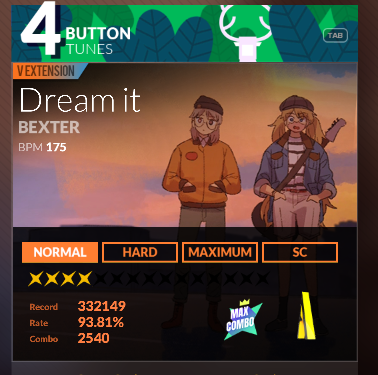 4 BUTTON
TUNES
TAB
V EXTENSION
Dream it
BEXTER
BPM 175
NORMAL HARD MAXIMUM SC
Record 332149
Rate 93.81%
Combo 2540
MAX
COMBO
A